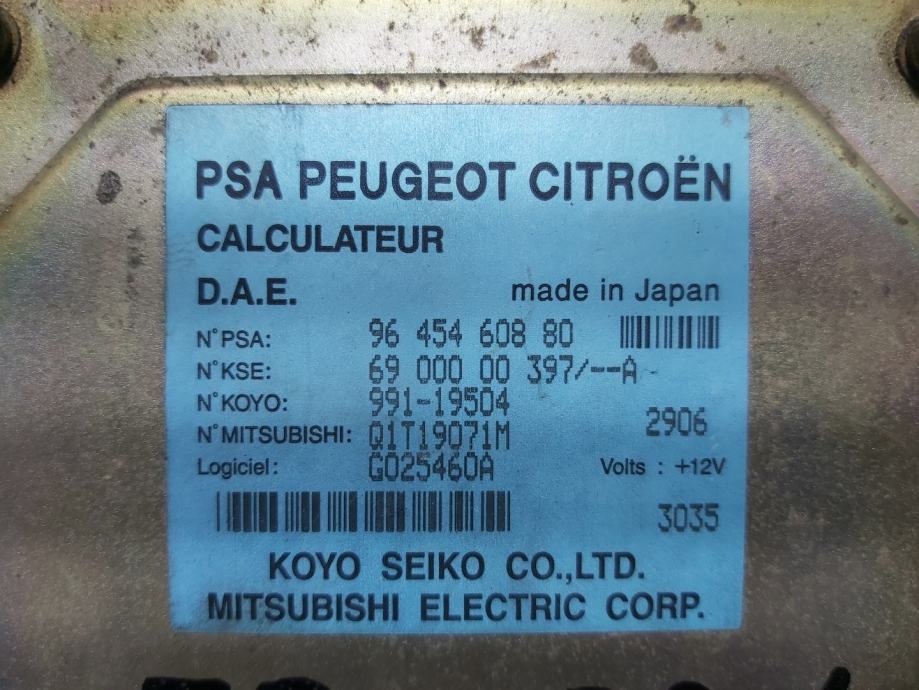 PSA PEUGEOT CITROËN
CALCULATEUR
D.A.E. made in Japan
N°PSA: 96 454 608 80
N°KSE: 69 000 00 397/--A
N°KOYO: 991-19504
N°MITSUBISHI: Q1T19071M 2906
Logiciel: G025460A Volts : +12V
3035
KOYO SEIKO CO.,LTD.
MITSUBISHI ELECTRIC CORP.